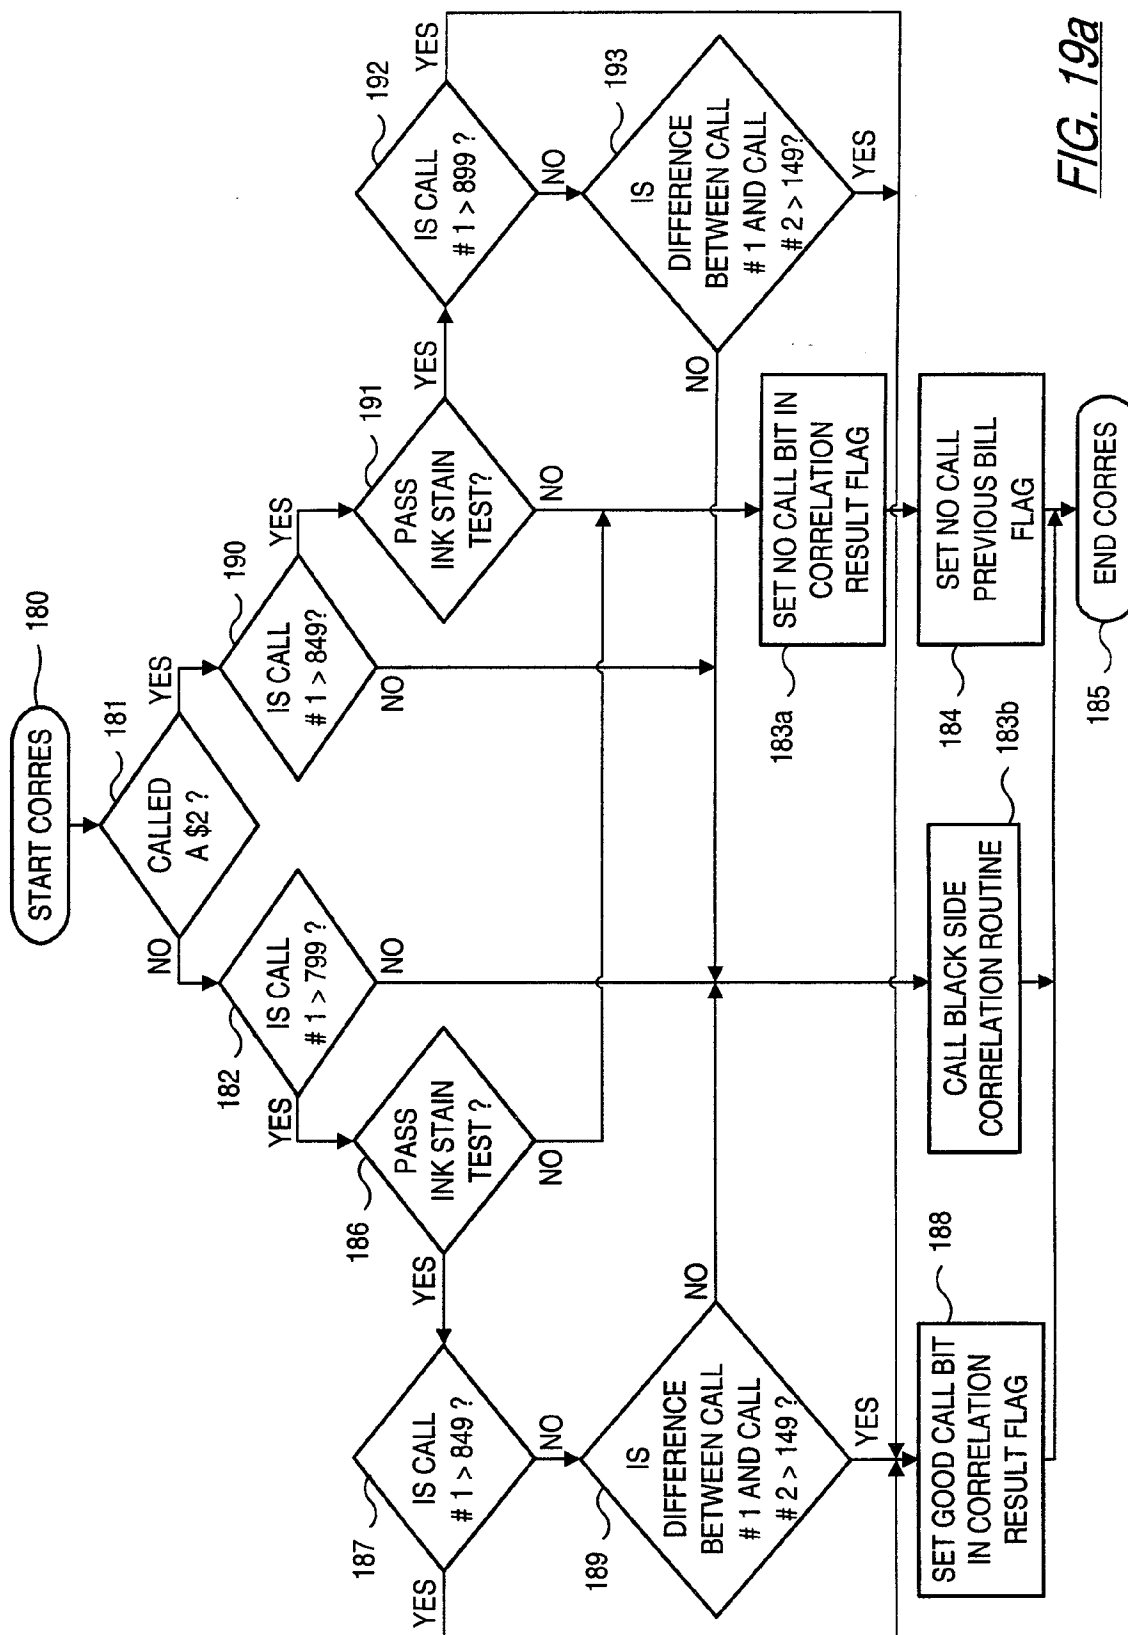 START CORRES
180
CALLED
A $2 ?
181
NO
YES
IS CALL
# 1 > 799 ?
182
YES
NO
IS CALL
# 1 > 849?
190
YES
NO
PASS
INK STAIN
TEST ?
186
YES
NO
PASS
INK STAIN
TEST?
191
YES
NO
IS CALL
# 1 > 849 ?
187
YES
NO
IS CALL
# 1 > 899 ?
192
YES
NO
IS
DIFFERENCE
BETWEEN CALL
# 1 AND CALL
# 2 > 149 ?
189
NO
YES
IS
DIFFERENCE
BETWEEN CALL
# 1 AND CALL
# 2 > 149?
193
NO
YES
SET NO CALL BIT IN
CORRELATION
RESULT FLAG
183a
SET GOOD CALL BIT
IN CORRELATION
RESULT FLAG
188
CALL BLACK SIDE
CORRELATION ROUTINE
183b
SET NO CALL
PREVIOUS BILL
FLAG
184
END CORRES
185
FIG. 19a